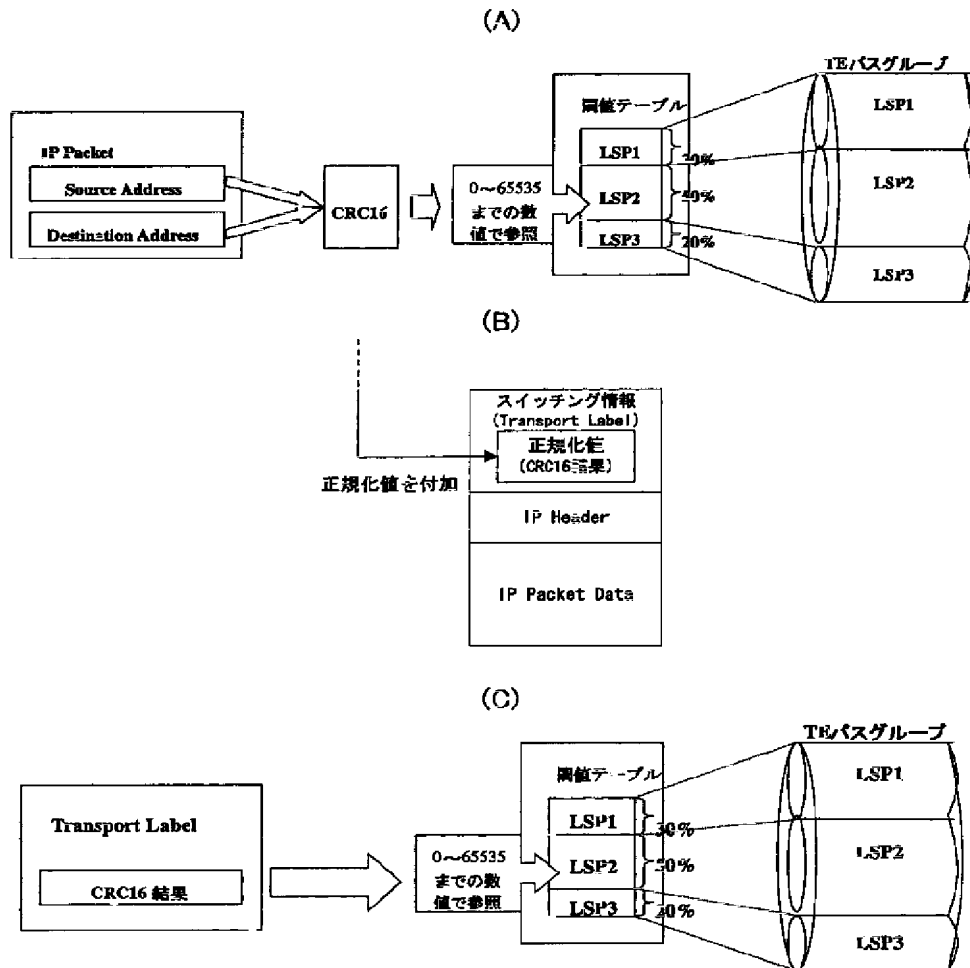 (A)
TEパスグループ
LSP1
LSP2
LSP3
閾値テーブル
LSP1
LSP2
LSP3
20%
IP Packet
Source Address
Destination Address
CRC16
0～65535
までの数
値で参照
(B)
スイッチング情報
(Transport Label)
正規化値
(CRC16結果)
正規化値を付加
IP Header
IP Packet Data
(C)
TEパスグループ
LSP1
LSP2
LSP3
閾値テーブル
LSP1
LSP2
LSP3
30%
50%
20%
Transport Label
CRC16 結果
0～65535
までの数
値で参照